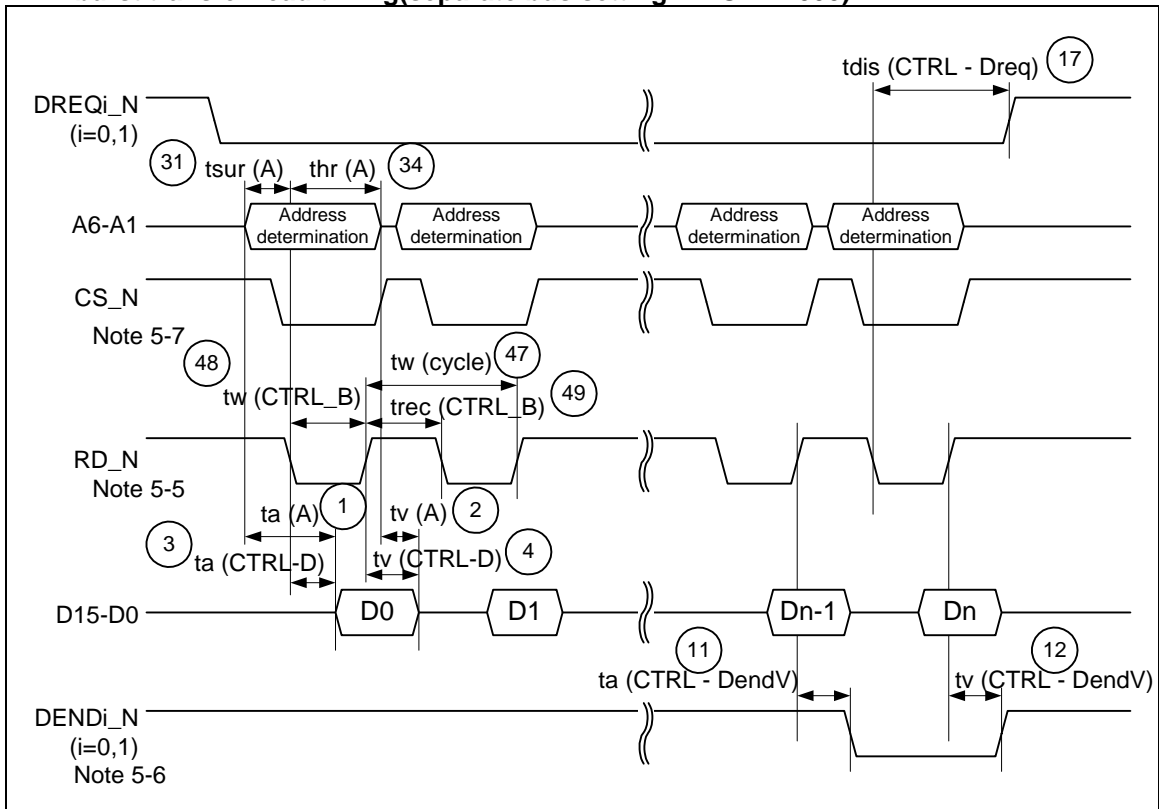 tdis (CTRL - Dreq) 17
DREQi_N
(i=0,1)
31 tsur (A) thr (A) 34
A6-A1
Address determination
Address determination
Address determination
Address determination
CS_N
Note 5-7
48
tw (cycle) 47
tw (CTRL_B)
trec (CTRL_B) 49
RD_N
Note 5-5
ta (A) 1
tv (A) 2
3 ta (CTRL-D)
tv (CTRL-D) 4
D15-D0
D0
D1
Dn-1
Dn
11
ta (CTRL - DendV)
12
tv (CTRL - DendV)
DENDi_N
(i=0,1)
Note 5-6